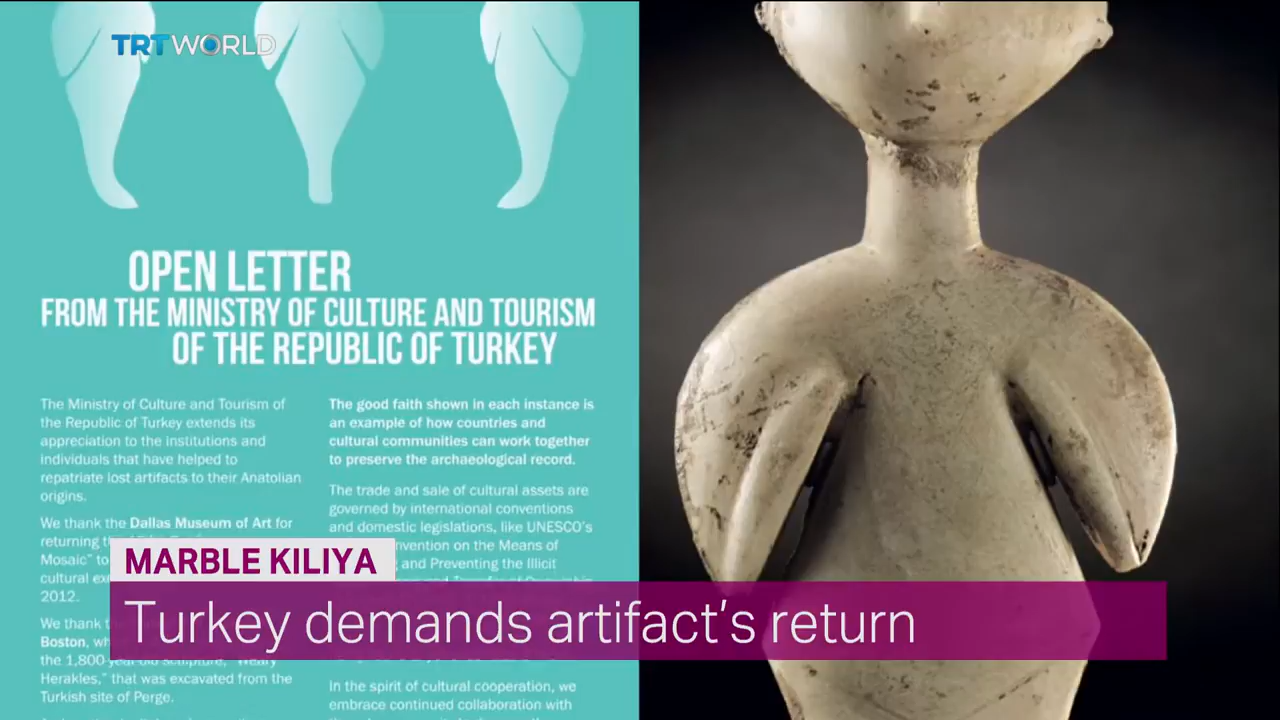 TRT WORLD
OPEN LETTER
FROM THE MINISTRY OF CULTURE AND TOURISM
OF THE REPUBLIC OF TURKEY
The Ministry of Culture and Tourism of
the Republic of Turkey extends its
appreciation to the institutions and
individuals that have helped to
repatriate lost artifacts to their Anatolian
origins.
We thank the Dallas Museum of Art for
returning the
Mosaic" to
cultural
2012.
We thank
Boston,
the 1,800-year-old sculpture, "Weary
Herakles," that was excavated from the
Turkish site of Perge.
The good faith shown in each instance is
an example of how countries and
cultural communities can work together
to preserve the archaeological record.
The trade and sale of cultural assets are
governed by international conventions
and domestic legislations, like UNESCO's
on the Means of
and Preventing the Illicit
In the spirit of cultural cooperation, we
embrace continued collaboration with
MARBLE KILIYA
Turkey demands artifact's return